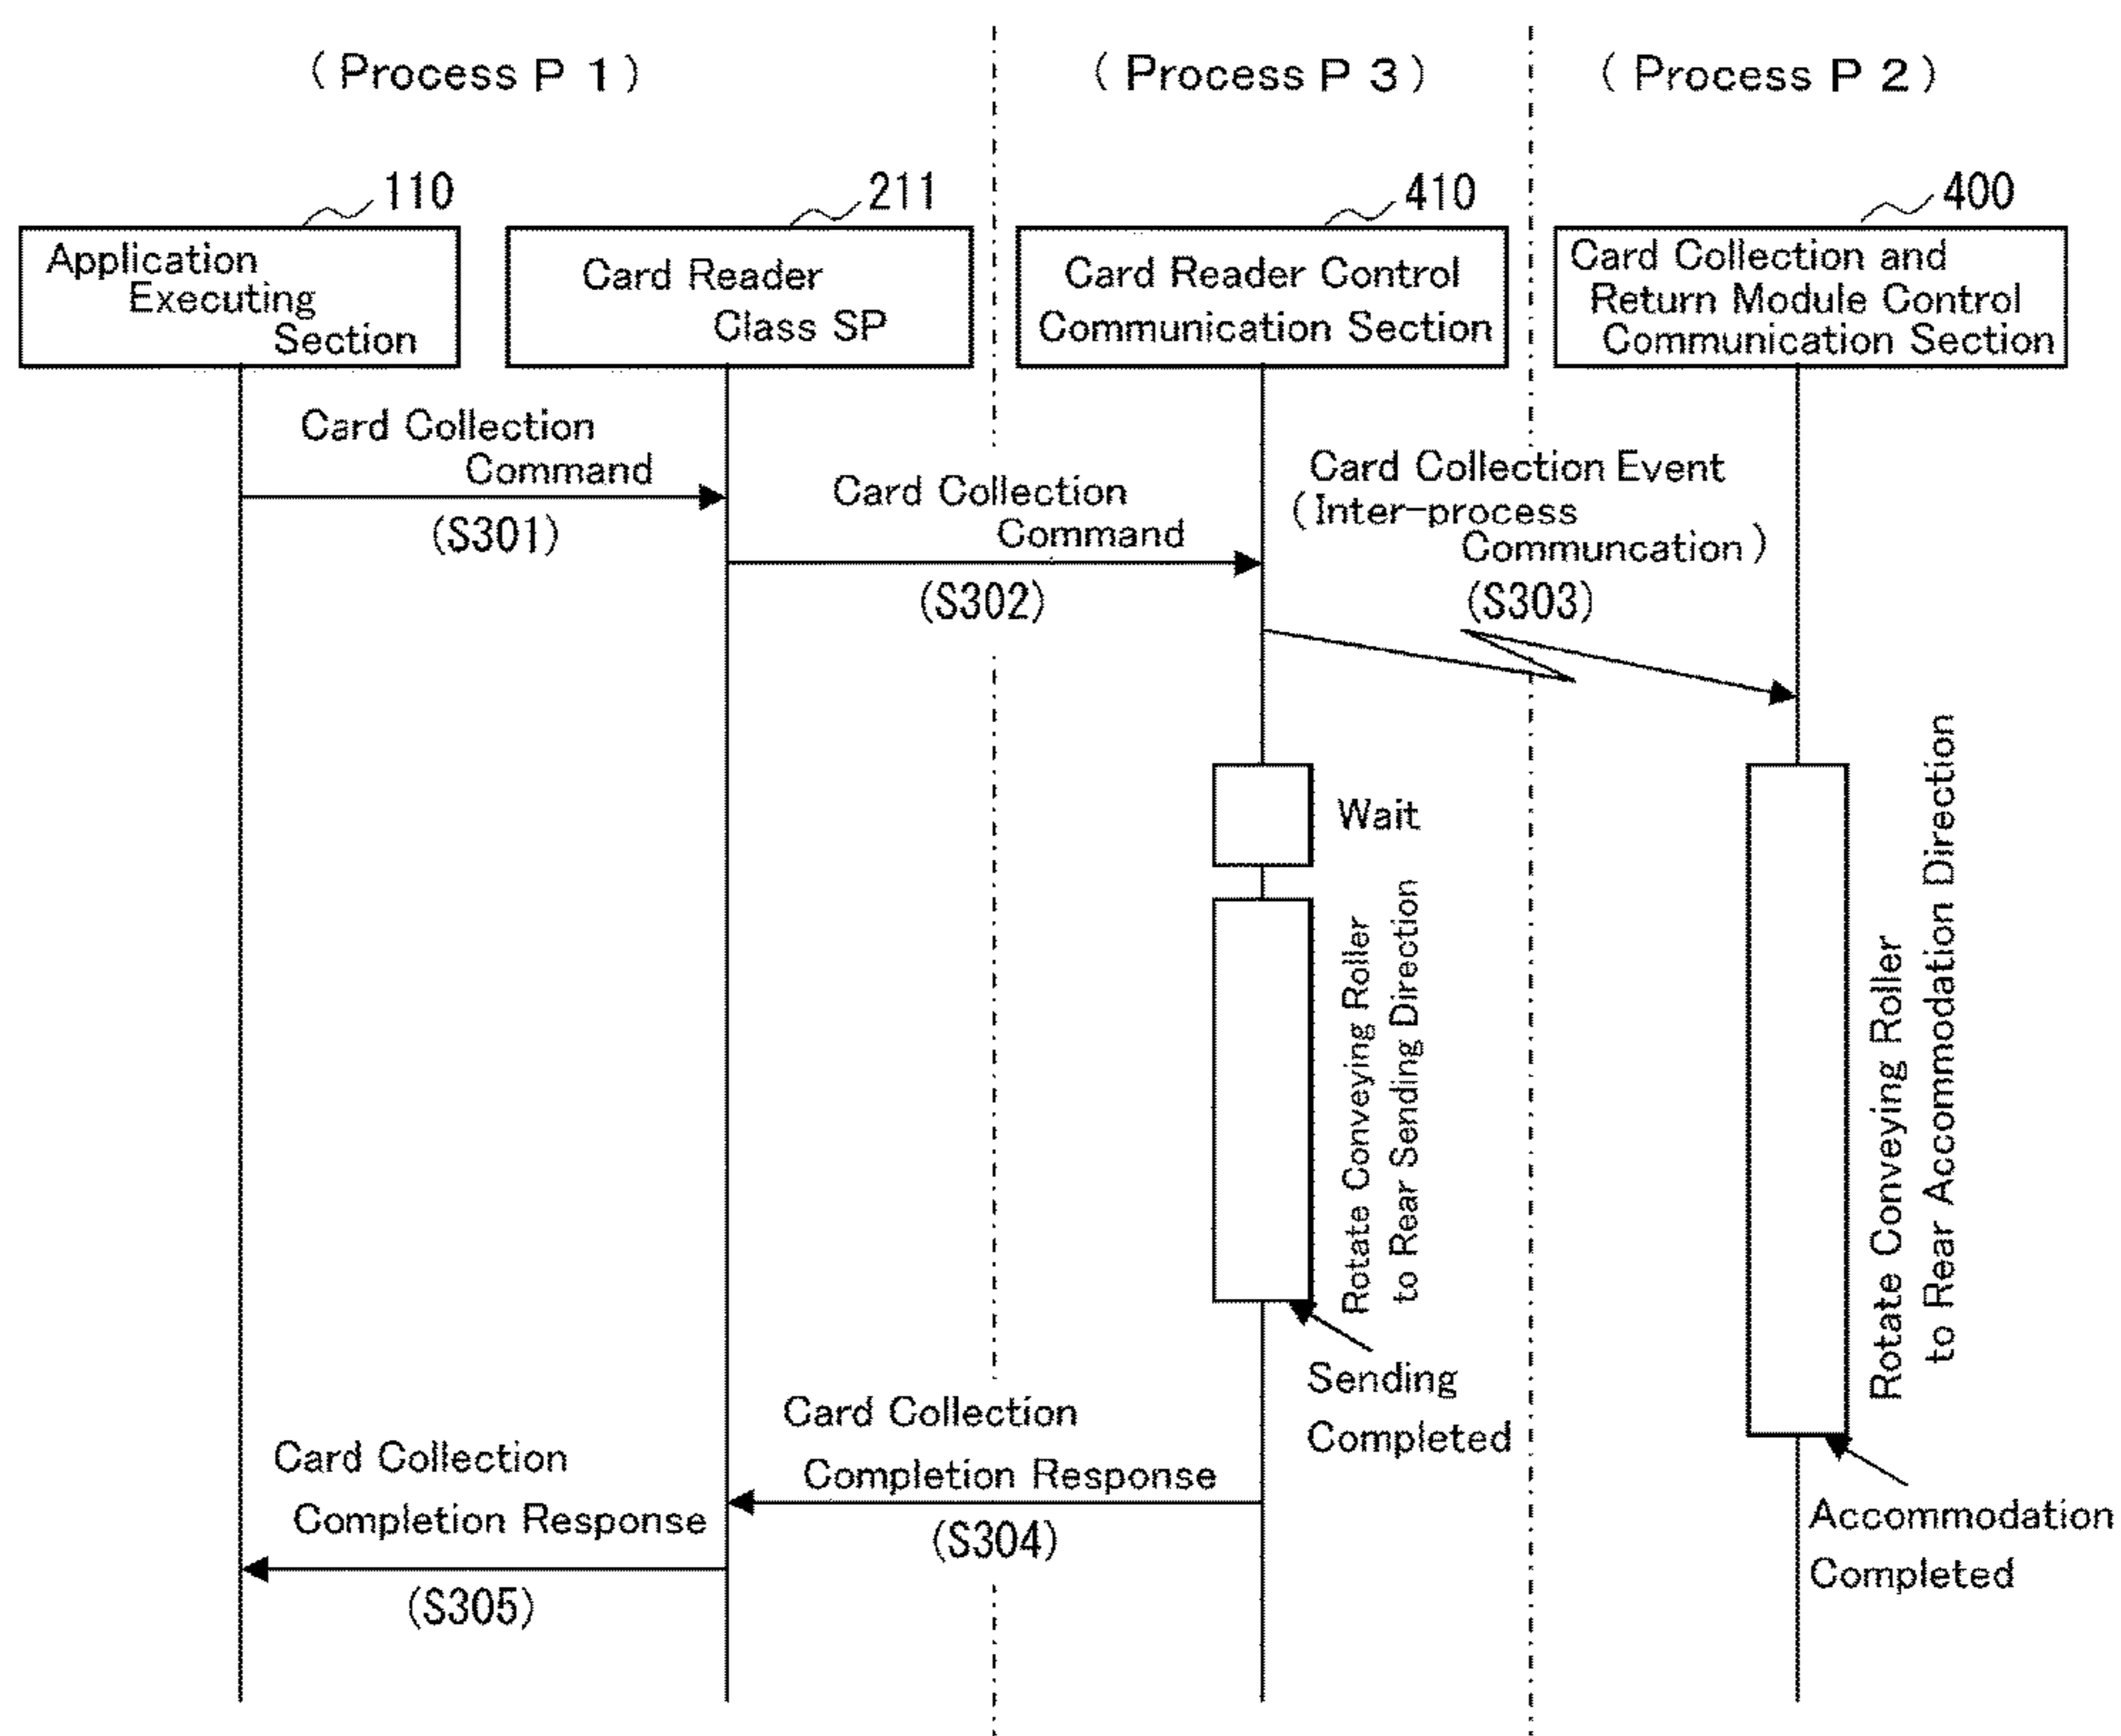 ( Process P 1 )
( Process P 3 )
( Process P 2 )
110
211
410
400
Application
Executing
Section
Card Reader
Class SP
Card Reader Control
Communication Section
Card Collection and
Return Module Control
Communication Section
Card Collection
Command
(S301)
Card Collection
Command
(S302)
Card Collection Event
(Inter-process
Communcation)
(S303)
Wait
Rotate Conveying Roller
to Rear Sending Direction
Rotate Conveying Roller
to Rear Accommodation Direction
Sending
Completed
Accommodation
Completed
Card Collection
Completion Response
(S304)
Card Collection
Completion Response
(S305)